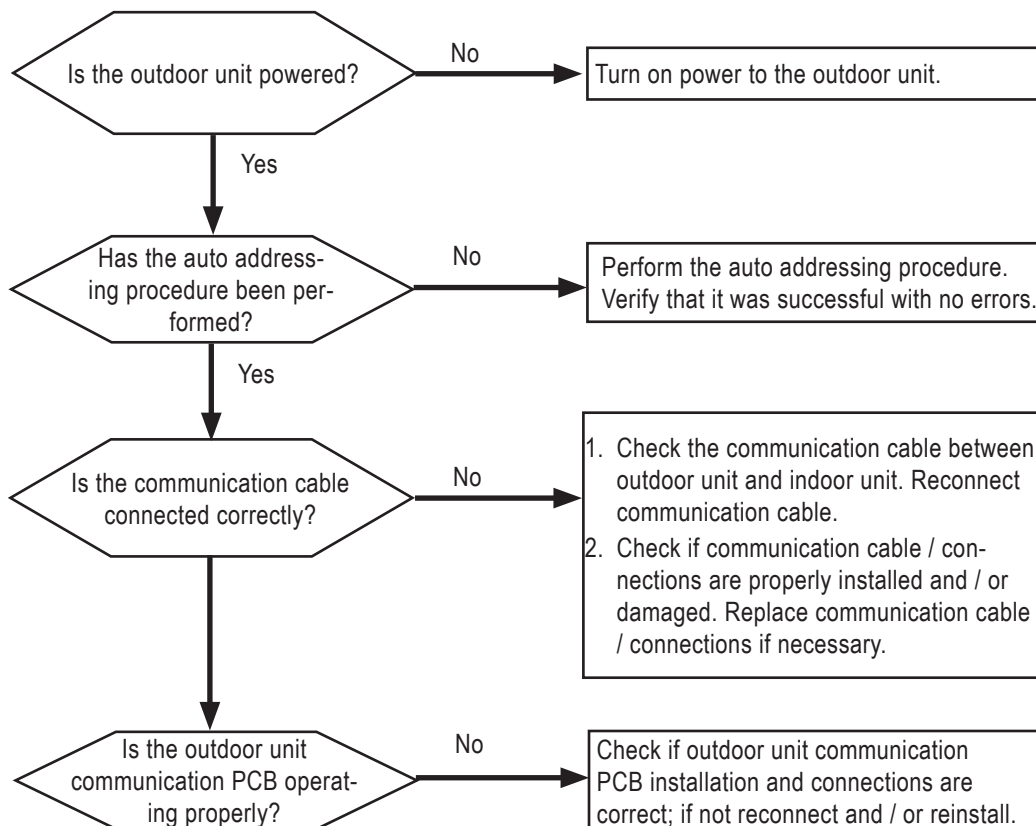 Is the outdoor unit powered?
No
Turn on power to the outdoor unit.
Yes
Has the auto address-
ing procedure been per-
formed?
No
Perform the auto addressing procedure.
Verify that it was successful with no errors.
Yes
Is the communication cable
connected correctly?
No
1. Check the communication cable between
outdoor unit and indoor unit. Reconnect
communication cable.
2. Check if communication cable / con-
nections are properly installed and / or
damaged. Replace communication cable
/ connections if necessary.
Is the outdoor unit
communication PCB operat-
ing properly?
No
Check if outdoor unit communication
PCB installation and connections are
correct; if not reconnect and / or reinstall.